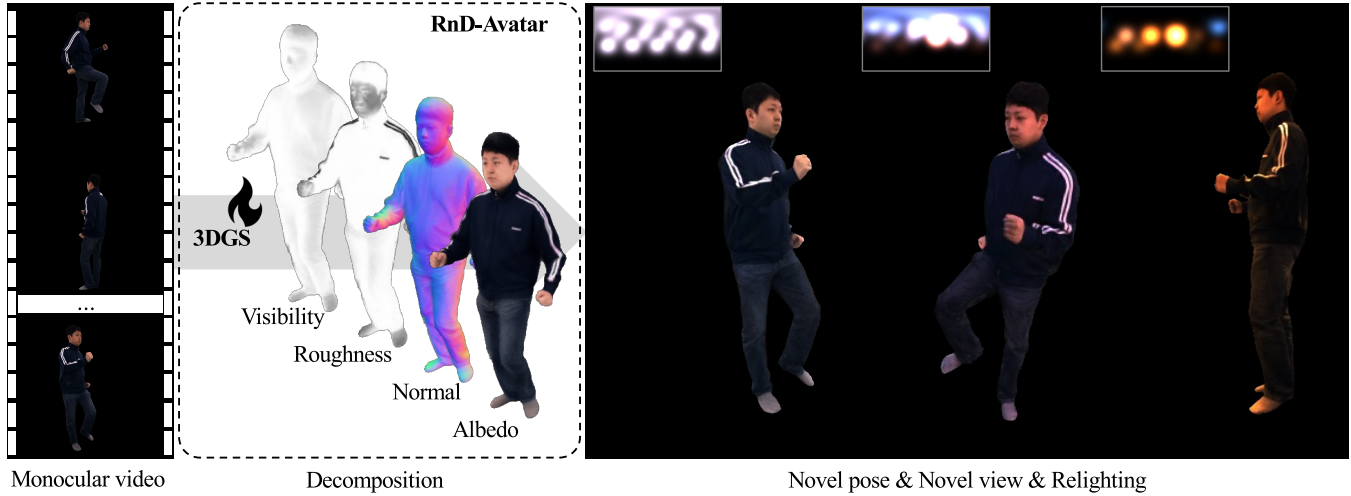 RnD-Avatar
3DGS
Visibility
Roughness
Normal
Albedo
...
Monocular video
Decomposition
Novel pose & Novel view & Relighting